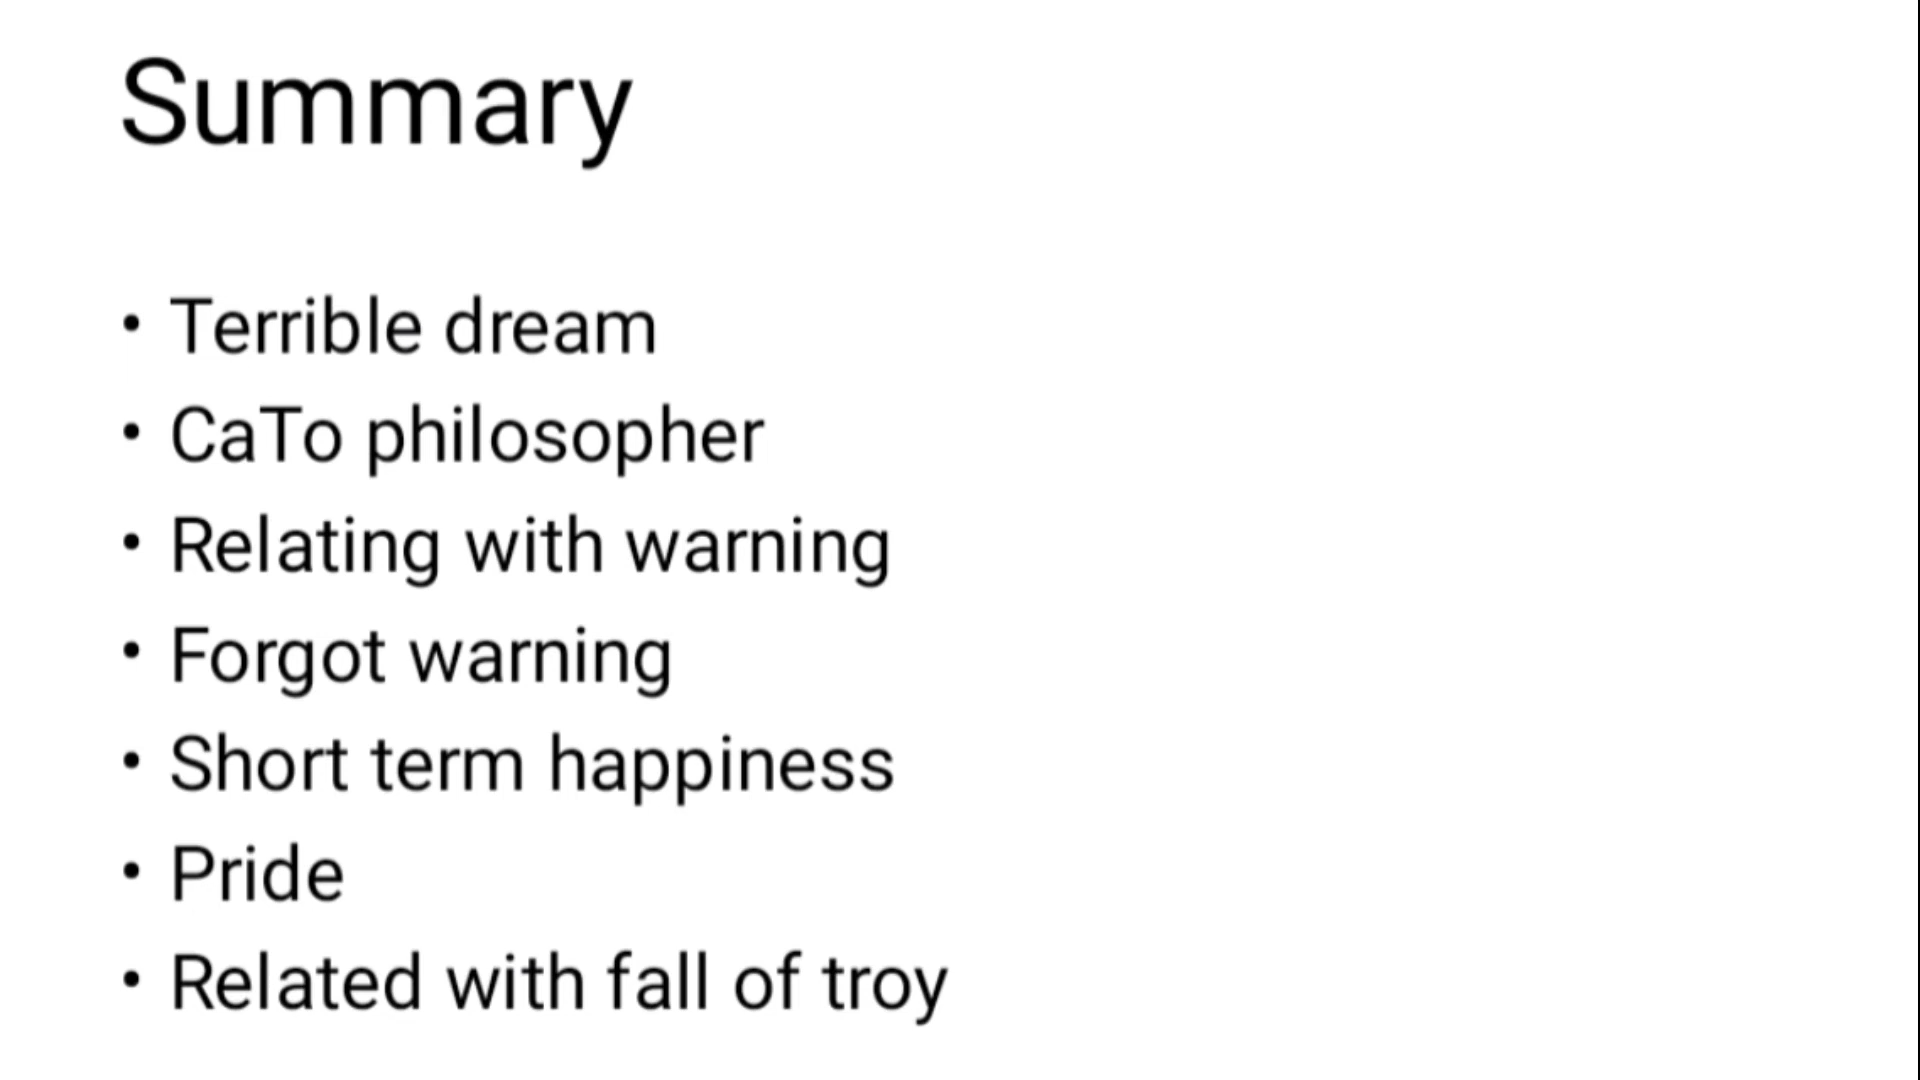 Summary
• Terrible dream
• CaTo philosopher
• Relating with warning
• Forgot warning
• Short term happiness
• Pride
• Related with fall of troy